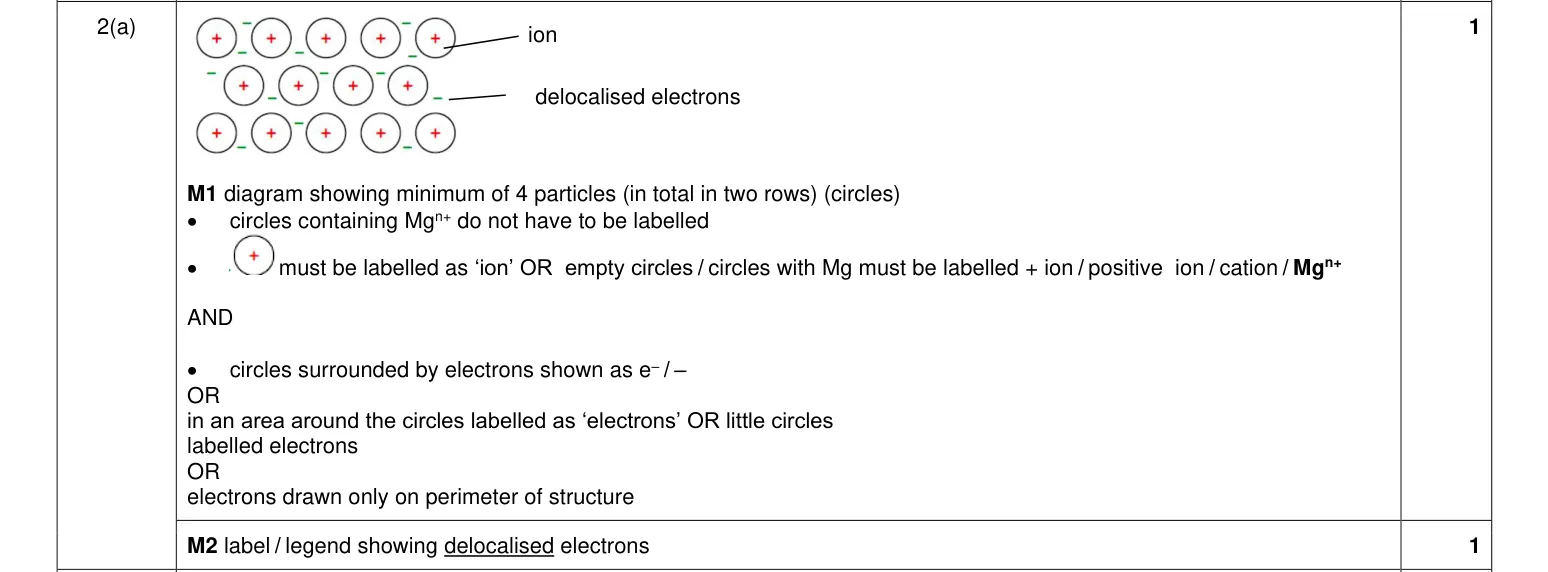 2(a)
1
ion
delocalised electrons
M1 diagram showing minimum of 4 particles (in total in two rows) (circles)
• circles containing Mgⁿ⁺ do not have to be labelled
• + must be labelled as ‘ion’ OR empty circles / circles with Mg must be labelled + ion / positive ion / cation / Mgⁿ⁺
AND
• circles surrounded by electrons shown as e⁻ / –
OR
in an area around the circles labelled as ‘electrons’ OR little circles
labelled electrons
OR
electrons drawn only on perimeter of structure
M2 label / legend showing delocalised electrons
1